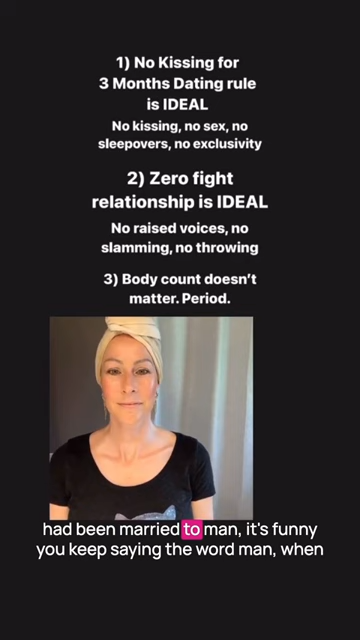 1) No Kissing for
3 Months Dating rule
is IDEAL
No kissing, no sex, no
sleepovers, no exclusivity
2) Zero fight
relationship is IDEAL
No raised voices, no
slamming, no throwing
3) Body count doesn't
matter. Period.
had been married to man, it's funny
you keep saying the word man, when